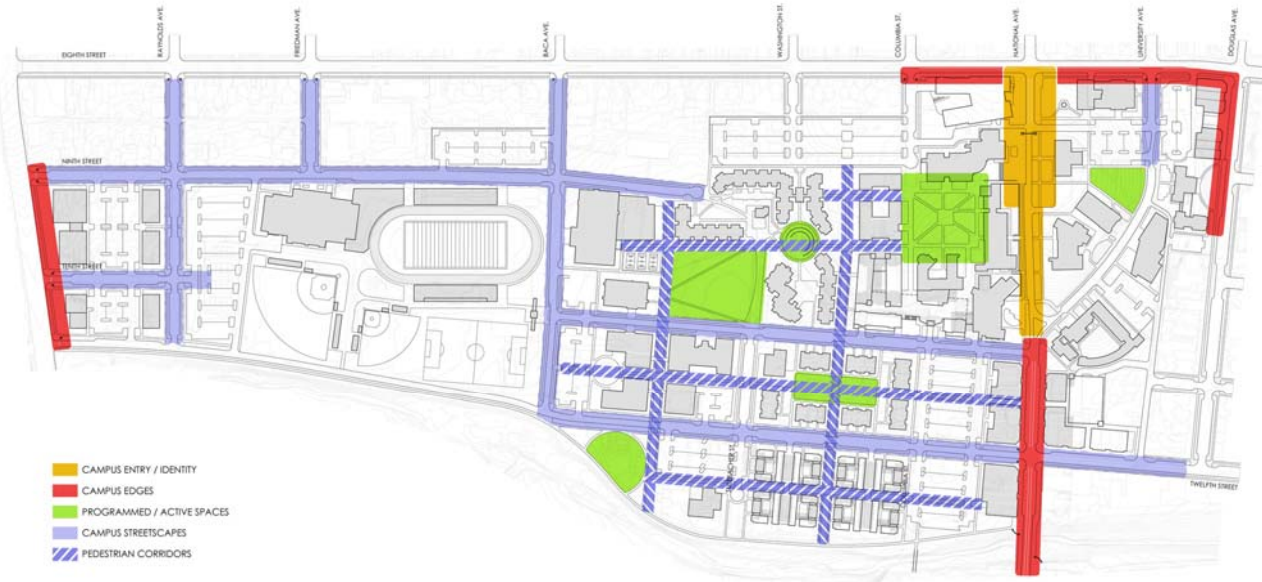 RAYNOLDS AVE.
FRIEDMAN AVE.
BACA AVE.
WASHINGTON ST.
COLUMBIA ST.
NATIONAL AVE.
UNIVERSITY AVE.
DOUGLAS AVE.
EIGHTH STREET
NINTH STREET
TENTH STREET
TWELFTH STREET
CAMPUS ENTRY / IDENTITY
CAMPUS EDGES
PROGRAMMED / ACTIVE SPACES
CAMPUS STREETSCAPES
PEDESTRIAN CORRIDORS